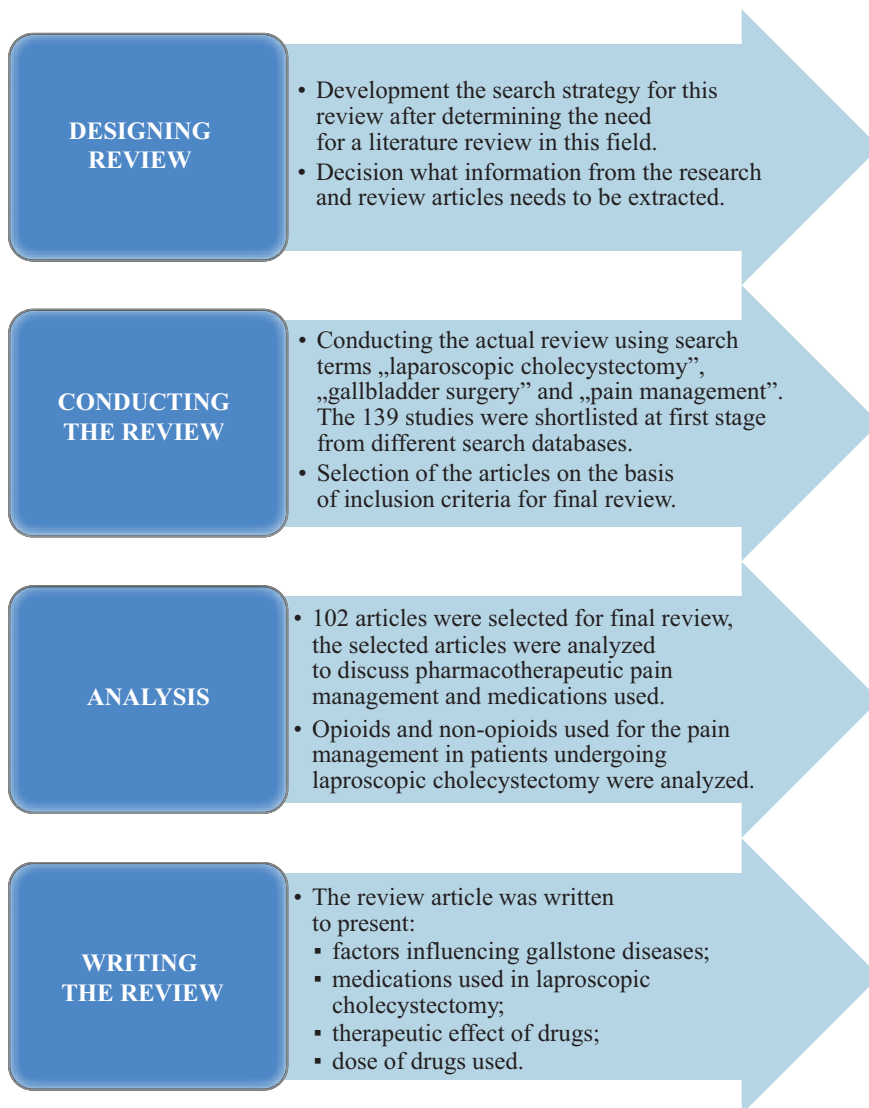 DESIGNING
REVIEW
• Development the search strategy for this
review after determining the need
for a literature review in this field.
• Decision what information from the research
and review articles needs to be extracted.
CONDUCTING
THE REVIEW
• Conducting the actual review using search
terms „laparoscopic cholecystectomy”,
„gallbladder surgery” and „pain management”.
The 139 studies were shortlisted at first stage
from different search databases.
• Selection of the articles on the basis
of inclusion criteria for final review.
ANALYSIS
• 102 articles were selected for final review,
the selected articles were analyzed
to discuss pharmacotherapeutic pain
management and medications used.
• Opioids and non-opioids used for the pain
management in patients undergoing
laproscopic cholecystectomy were analyzed.
WRITING
THE REVIEW
• The review article was written
to present:
▪ factors influencing gallstone diseases;
▪ medications used in laproscopic
cholecystectomy;
▪ therapeutic effect of drugs;
▪ dose of drugs used.